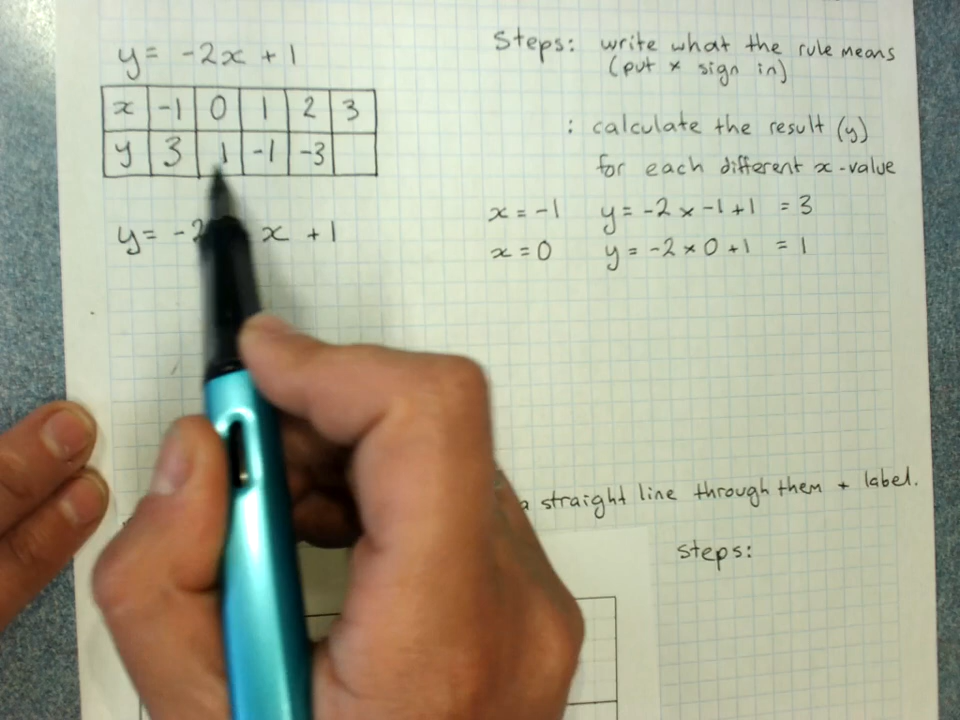 y = -2x + 1
x -1 0 1 2 3
y 3 1 -1 -3
y = -2 x + 1
Steps: write what the rule means
(put × sign in)
: calculate the result (y)
for each different x-value
x = -1 y = -2 × -1 + 1 = 3
x = 0 y = -2 × 0 + 1 = 1
a straight line through them + label.
steps: